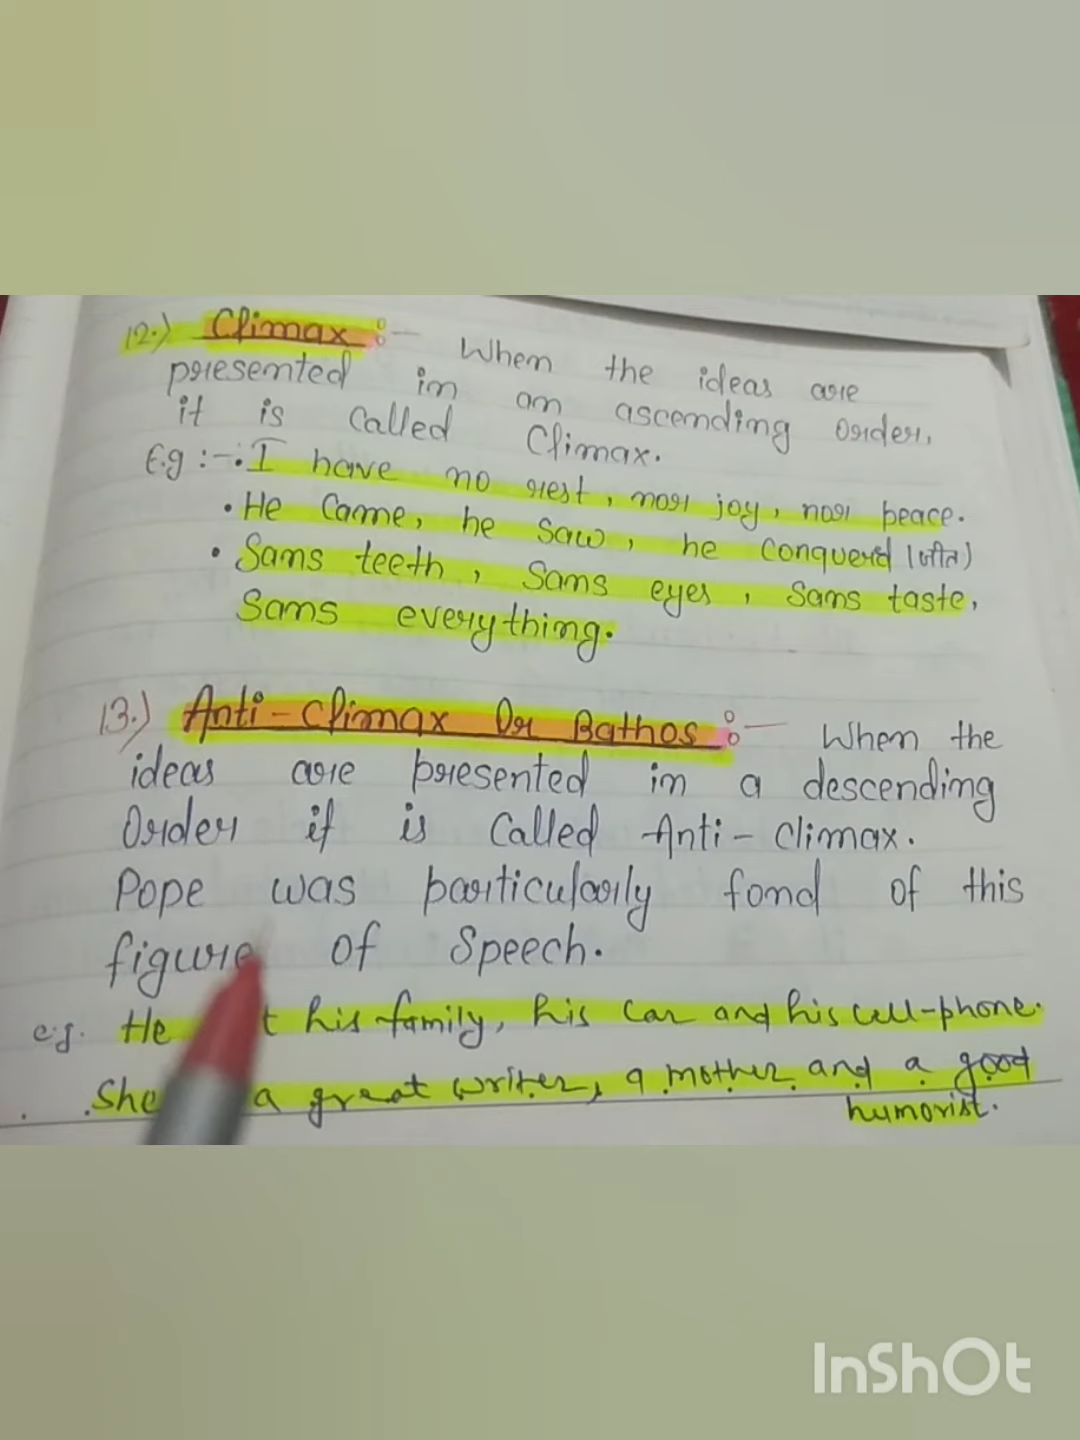 12.) Climax :- When the ideas are
presented in an ascending order,
it is called Climax.
E.g :- • I have no rest, nor joy, nor peace.
• He came, he saw, he conquered (जीत)
• Sans teeth, sans eyes, sans taste,
sans everything.
13.) Anti-climax Or Bathos :- When the
ideas are presented in a descending
Order it is called Anti-climax.
Pope was particularly fond of this
figure of Speech.
e.g. He t his family, his car and his cell-phone.
She a great writer, a mother and a good
humorist.
InShOt